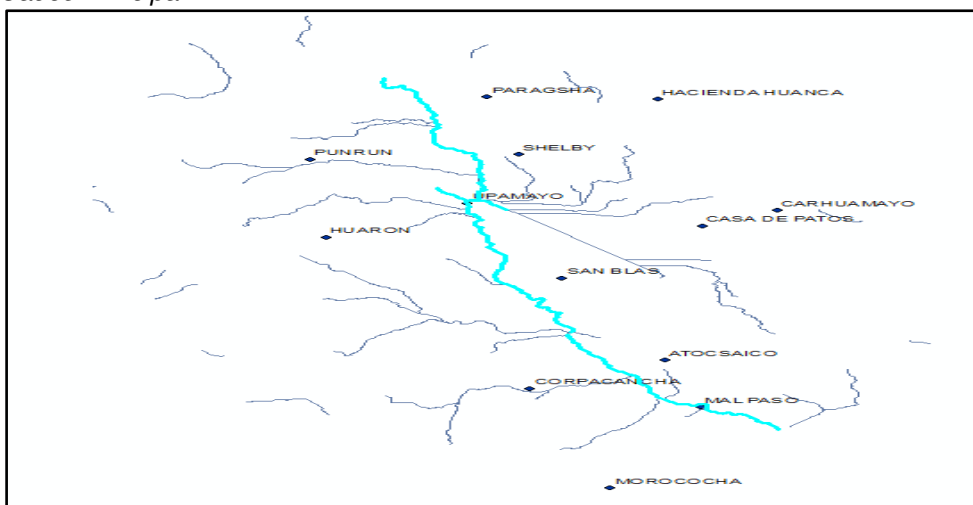 PARAGSHA
HACIENDA HUANCA
SHELBY
PUNRUN
UPAMAYO
CARHUAMAYO
CASA DE PATOS
HUARON
SAN BLAS
ATOCSAICO
CORPACANCHA
MAL PASO
MOROCOCHA